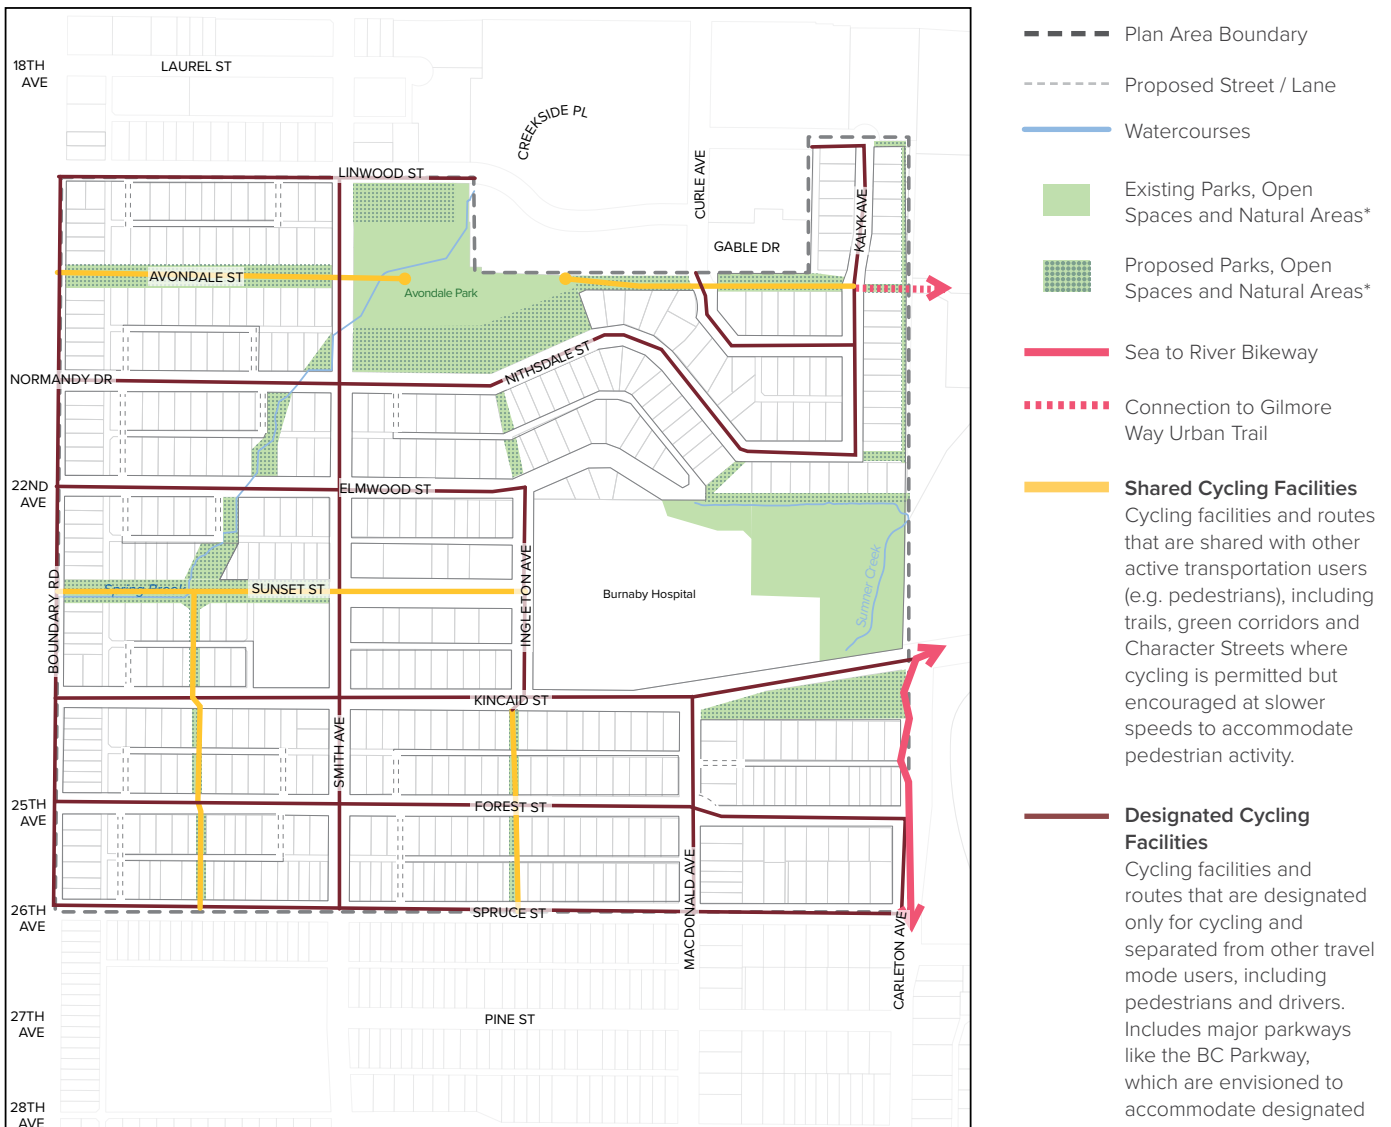 18TH
AVE
LAUREL ST
CREEKSIDE PL
CURLE AVE
LINWOOD ST
KALYK AVE
GABLE DR
AVONDALE ST
Avondale Park
NORMANDY DR
NITHSDALE ST
22ND
AVE
ELMWOOD ST
INGLETON AVE
BOUNDARY RD
Spring Brook
SUNSET ST
Burnaby Hospital
Sumner Creek
KINCAID ST
SMITH AVE
25TH
AVE
FOREST ST
MACDONALD AVE
26TH
AVE
SPRUCE ST
CARLETON AVE
27TH
AVE
PINE ST
28TH
AVE
Plan Area Boundary
Proposed Street / Lane
Watercourses
Existing Parks, Open
Spaces and Natural Areas*
Proposed Parks, Open
Spaces and Natural Areas*
Sea to River Bikeway
Connection to Gilmore
Way Urban Trail
Shared Cycling Facilities
Cycling facilities and routes
that are shared with other
active transportation users
(e.g. pedestrians), including
trails, green corridors and
Character Streets where
cycling is permitted but
encouraged at slower
speeds to accommodate
pedestrian activity.
Designated Cycling
Facilities
Cycling facilities and
routes that are designated
only for cycling and
separated from other travel
mode users, including
pedestrians and drivers.
Includes major parkways
like the BC Parkway,
which are envisioned to
accommodate designated